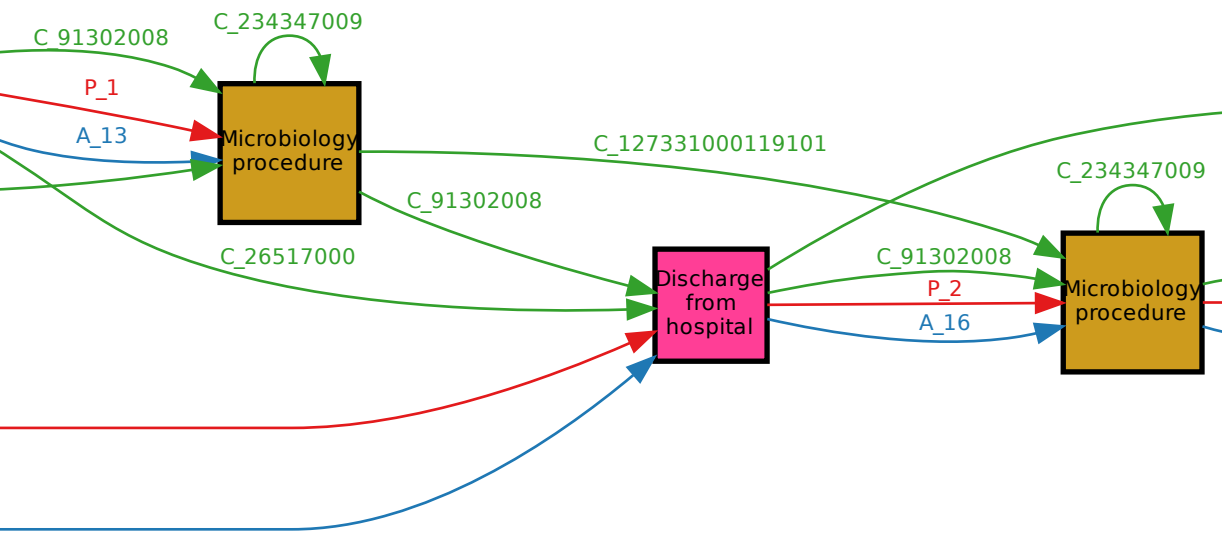 C_234347009
C_91302008
P_1
A_13
Microbiology
procedure
C_127331000119101
C_91302008
C_26517000
Discharge
from
hospital
C_234347009
C_91302008
P_2
A_16
Microbiology
procedure